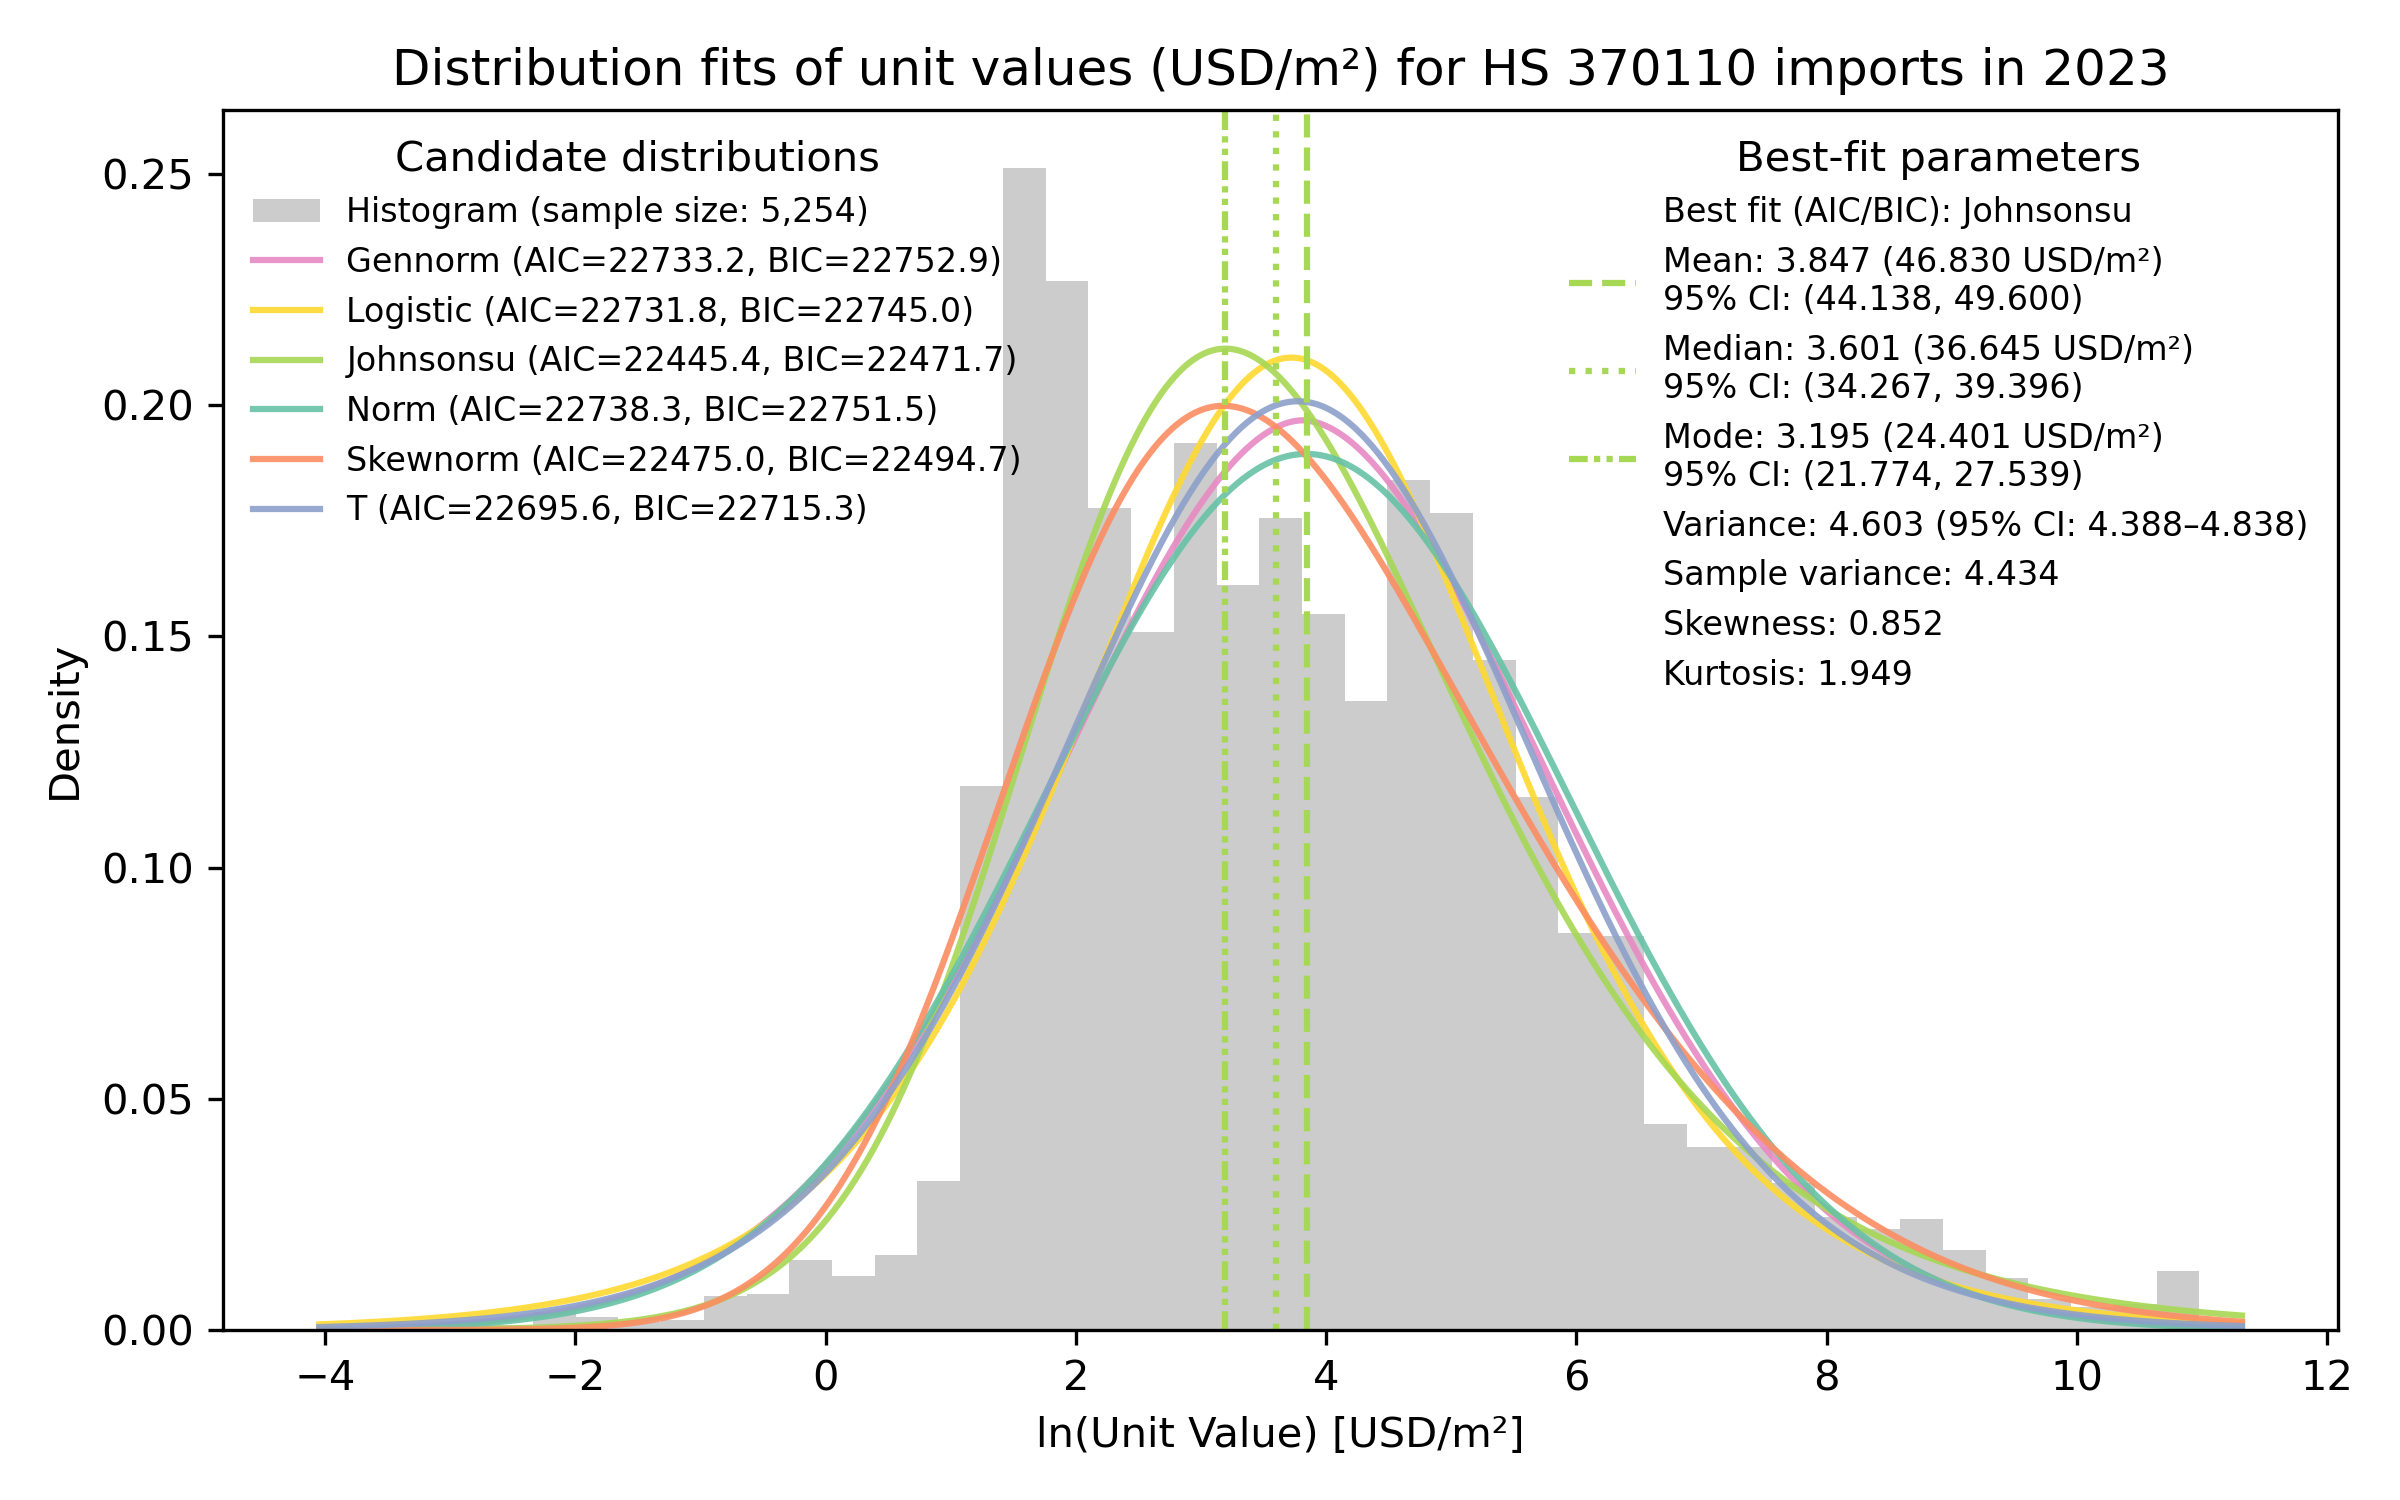 Distribution fits of unit values (USD/m²) for HS 370110 imports in 2023
Candidate distributions
Histogram (sample size: 5,254)
Gennorm (AIC=22733.2, BIC=22752.9)
Logistic (AIC=22731.8, BIC=22745.0)
Johnsonsu (AIC=22445.4, BIC=22471.7)
Norm (AIC=22738.3, BIC=22751.5)
Skewnorm (AIC=22475.0, BIC=22494.7)
T (AIC=22695.6, BIC=22715.3)
Best-fit parameters
Best fit (AIC/BIC): Johnsonsu
Mean: 3.847 (46.830 USD/m²)
95% CI: (44.138, 49.600)
Median: 3.601 (36.645 USD/m²)
95% CI: (34.267, 39.396)
Mode: 3.195 (24.401 USD/m²)
95% CI: (21.774, 27.539)
Variance: 4.603 (95% CI: 4.388–4.838)
Sample variance: 4.434
Skewness: 0.852
Kurtosis: 1.949
Density
0.25
0.20
0.15
0.10
0.05
0.00
−4
−2
0
2
4
6
8
10
12
ln(Unit Value) [USD/m²]